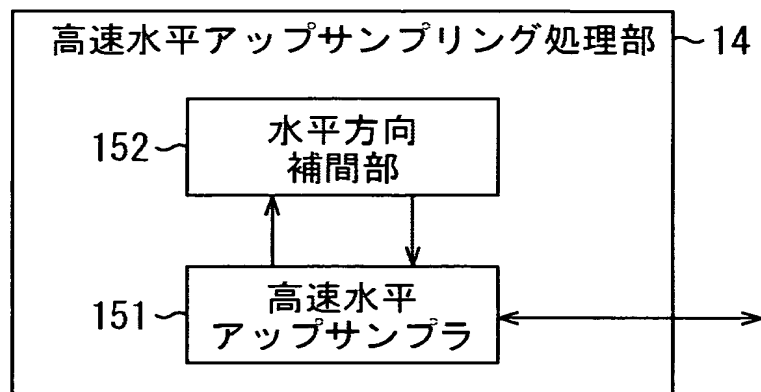 高速水平アップサンプリング処理部 14
152 水平方向
補間部
151 高速水平
アップサンプラ